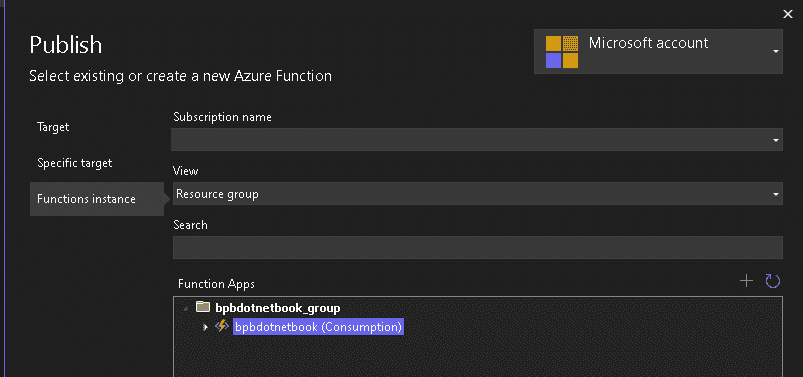 Publish
Microsoft account
Select existing or create a new Azure Function
Target
Specific target
Functions instance
Subscription name
View
Resource group
Search
Function Apps
bpbdotnetbook_group
bpbdotnetbook (Consumption)